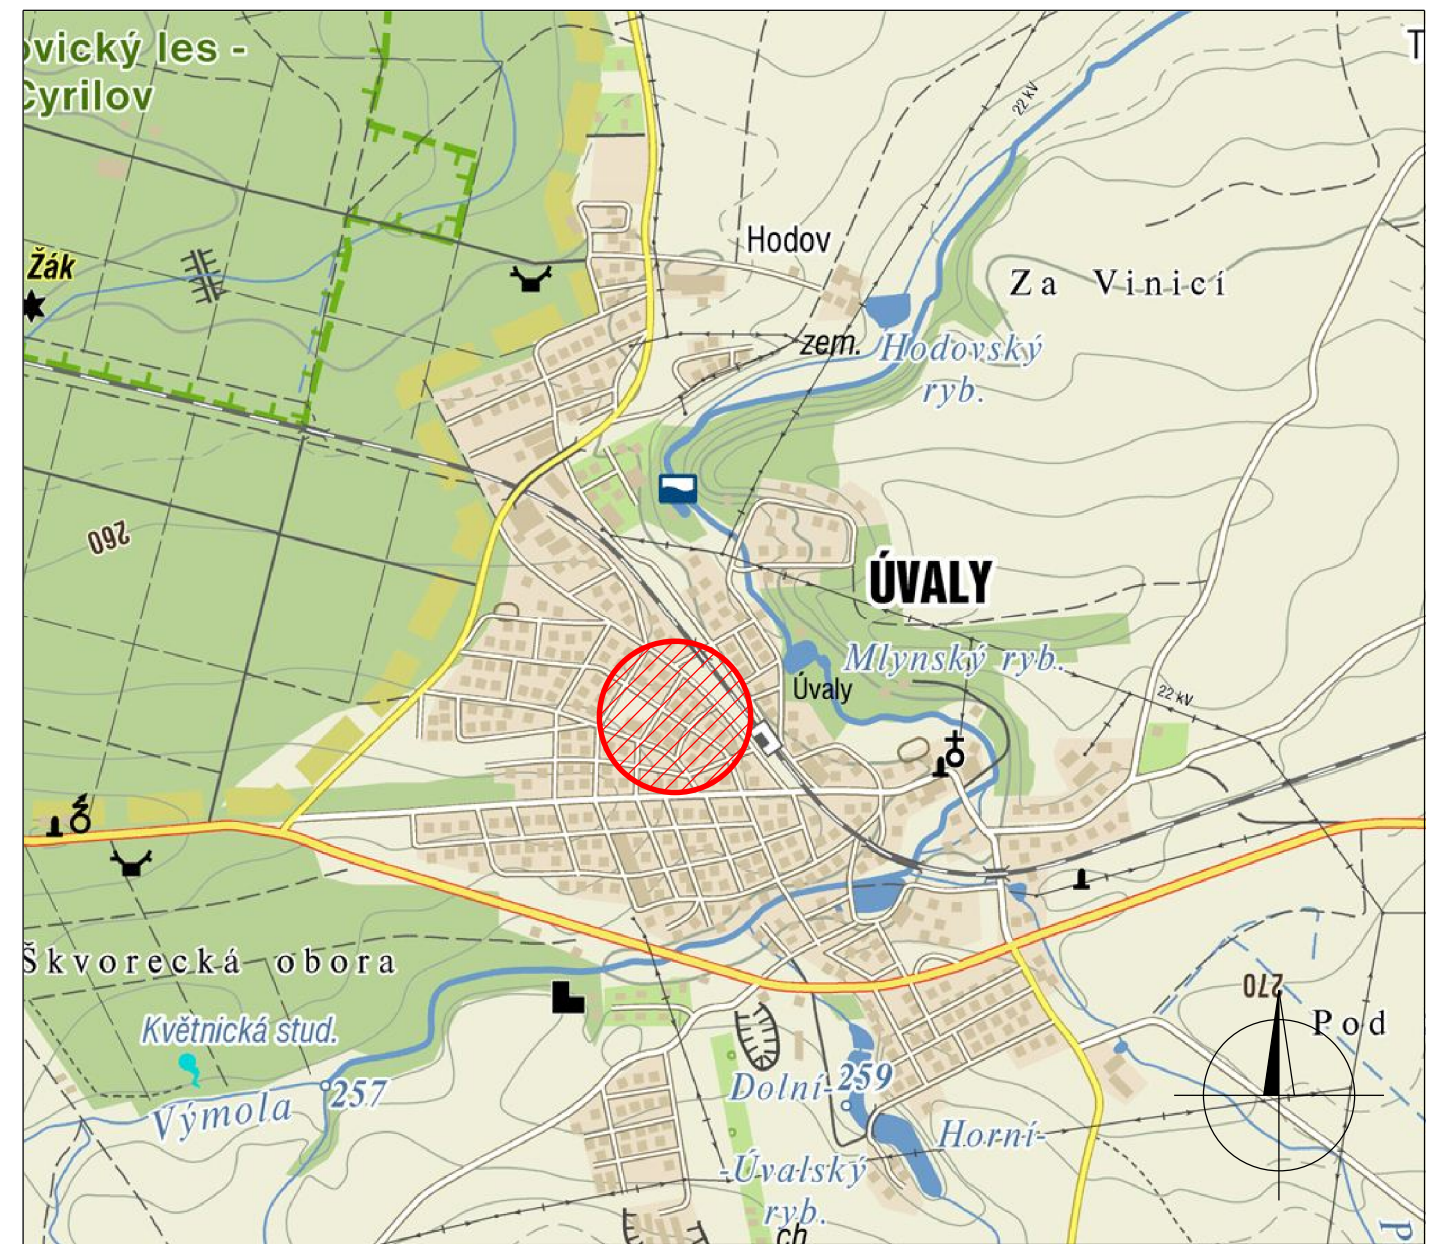 ovický les -
Cyrilov
T
22 kV
Hodov
Žák
Za Vinicí
zem.
Hodovský
ryb.
260
ÚVALY
Mlynský ryb.
Úvaly
22 kV
Škvorecká obora
270
Pod
Květnická stud.
Dolní-
259
257
Výmola
Horní-
-Úvalský
ryb.
ch